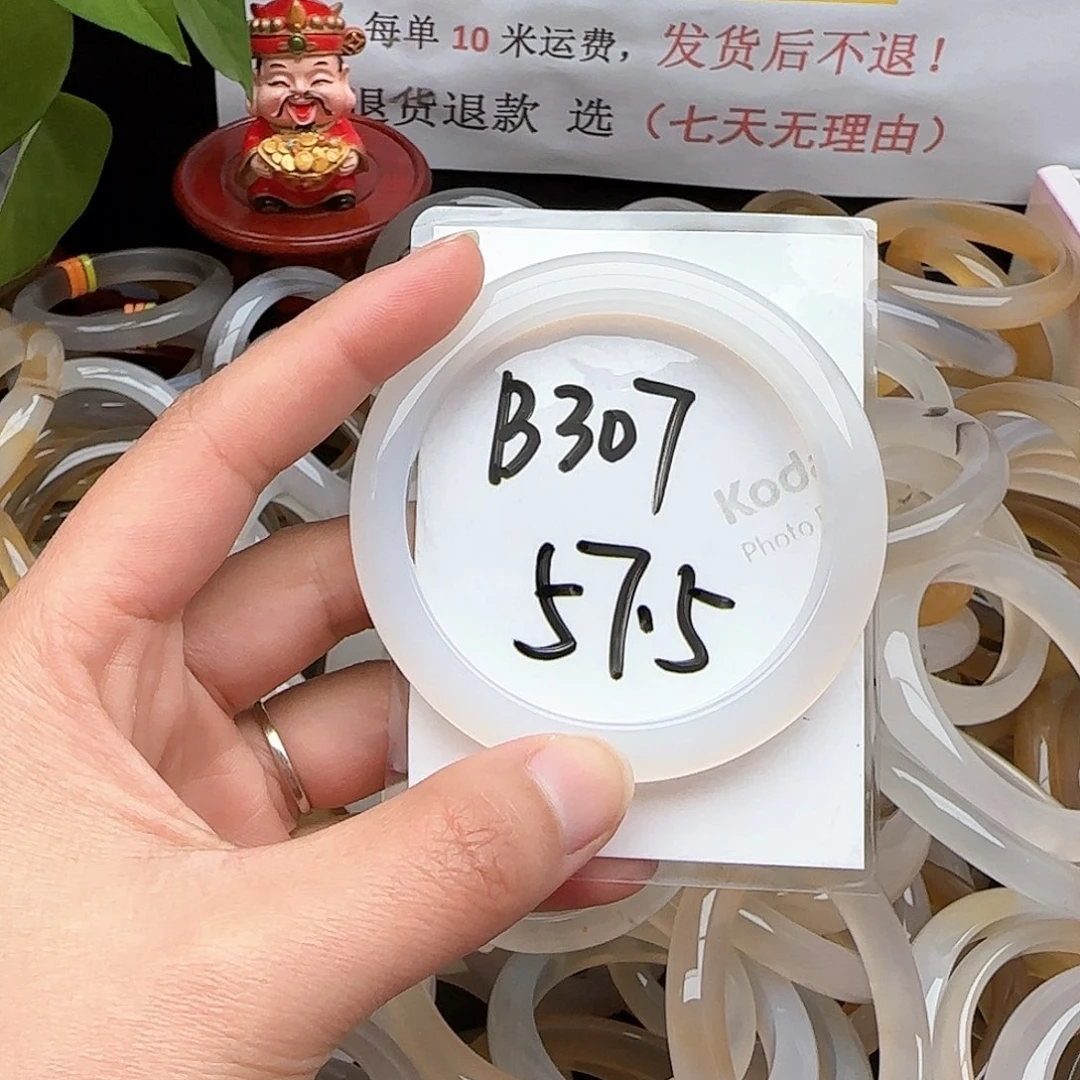 每单 10 米运费，发货后不退！
退货退款 选（七天无理由）
B307
Koda
Photo
57.5